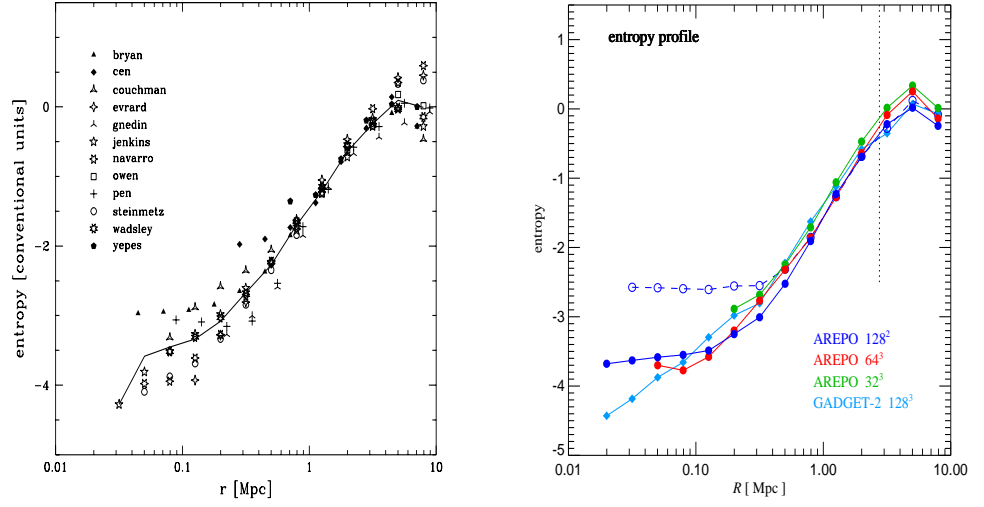 entropy [conventional units]
0
-2
-4
bryan
cen
couchman
evrard
gnedin
jenkins
navarro
owen
pen
steinmetz
wadsley
yepes
0.01
0.1
1
10
r [Mpc]
entropy
1
0
-1
-2
-3
-4
-5
entropy profile
AREPO 128²
AREPO 64³
AREPO 32³
GADGET-2 128³
0.01
0.10
1.00
10.00
R [ Mpc ]